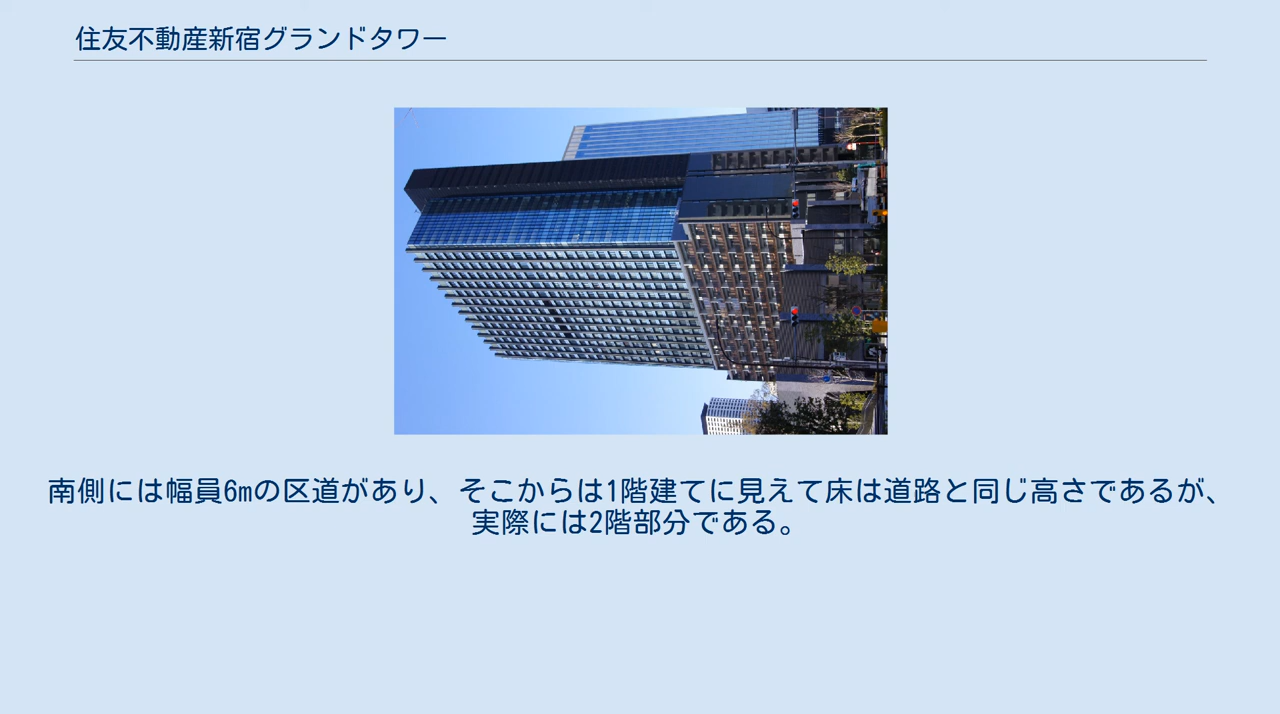 住友不動産新宿グランドタワー
南側には幅員6mの区道があり、そこからは1階建てに見えて床は道路と同じ高さであるが、
実際には2階部分である。